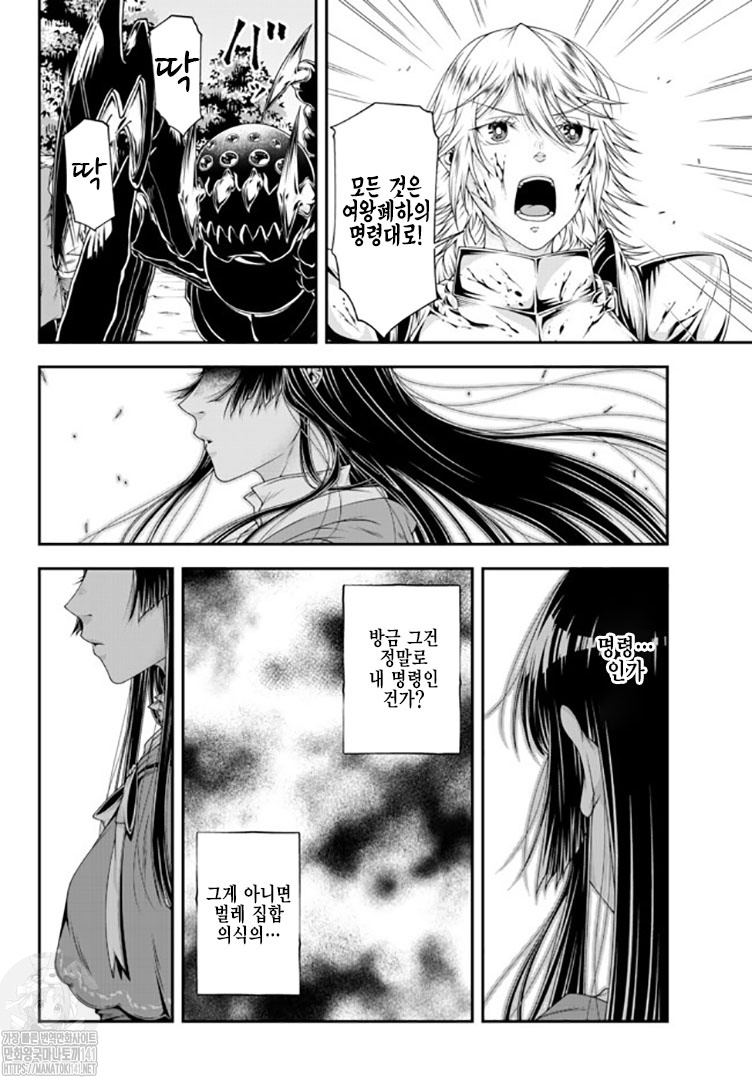 모든 것은
여왕폐하의
명령대로!
딱
딱
명령…
인가
방금 그건
정말로
내 명령인
건가?
그게 아니면
벌레 집합
의식의…
가장 빠른 번역만화사이트
만화왕국마나토끼141
HTTPS://MANATOKI141.NET